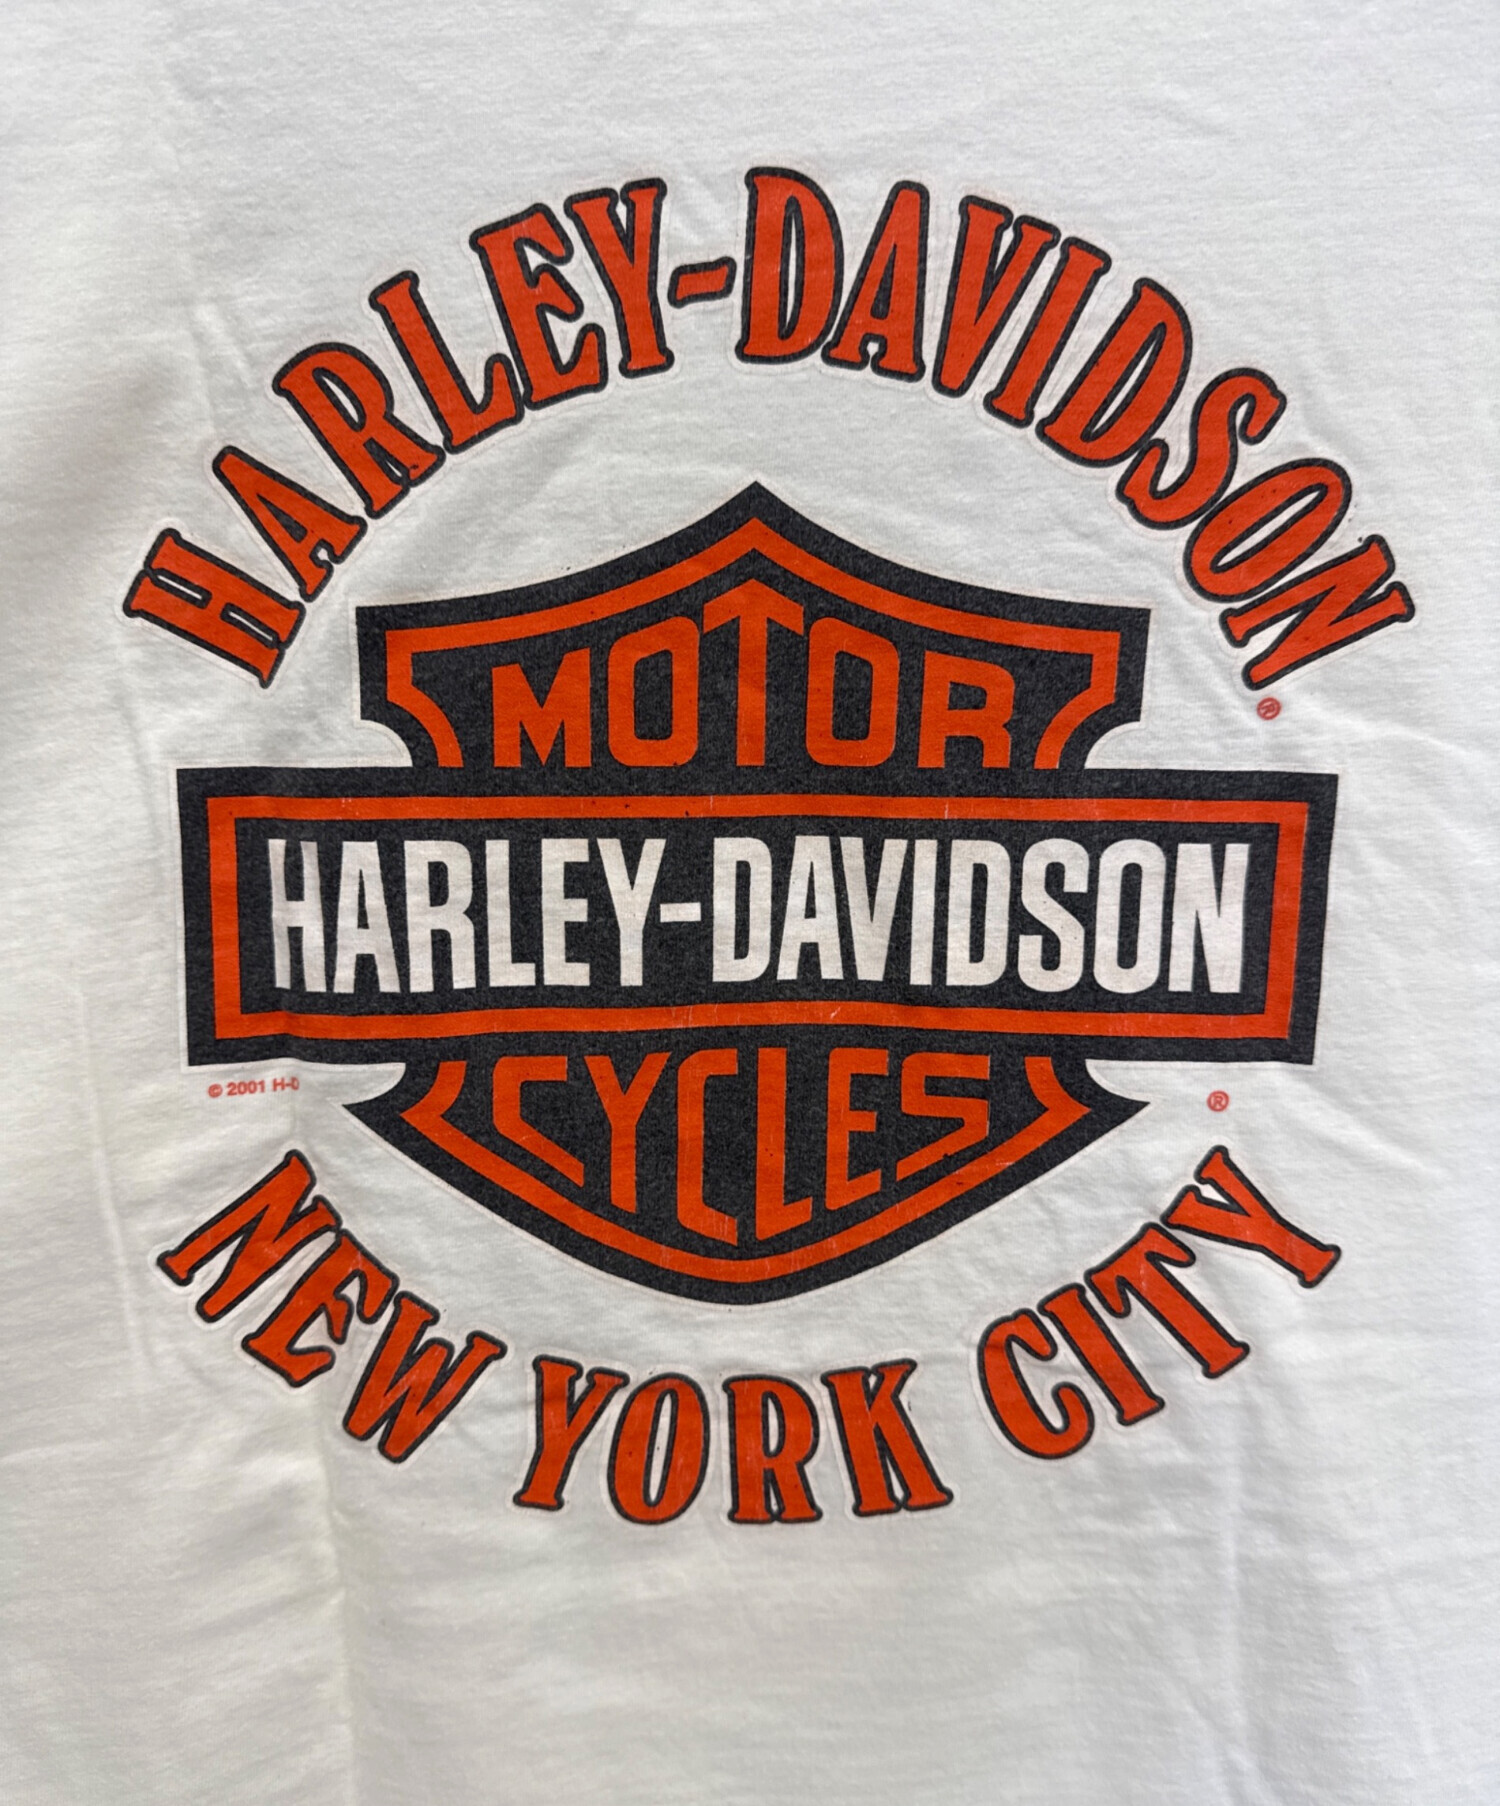 HARLEY-DAVIDSON
®
MOTOR
HARLEY-DAVIDSON
CYCLES
© 2001 H-D
®
NEW YORK CITY